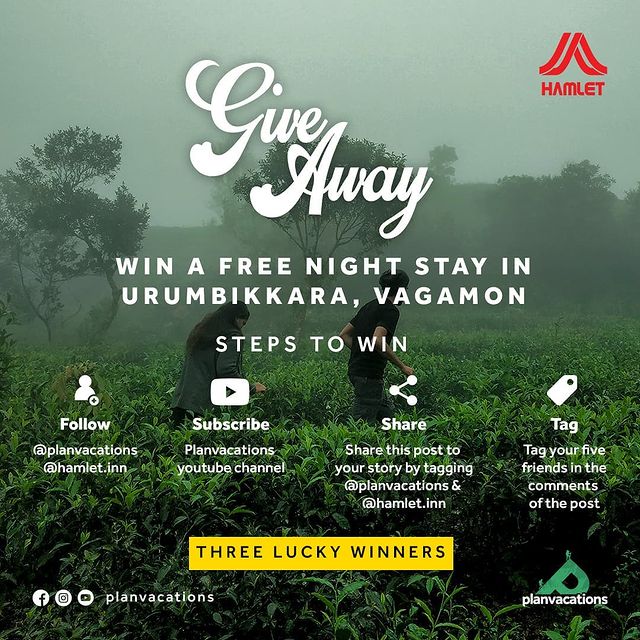 HAMLET
Give
Away
WIN A FREE NIGHT STAY IN
URUMBIKKARA, VAGAMON
STEPS TO WIN
Follow
@planvacations
@hamlet.inn
Subscribe
Planvacations
youtube channel
Share
Share this post to
your story by tagging
@planvacations &
@hamlet.inn
Tag
Tag your five
friends in the
comments
of the post
THREE LUCKY WINNERS
planvacations
planvacations